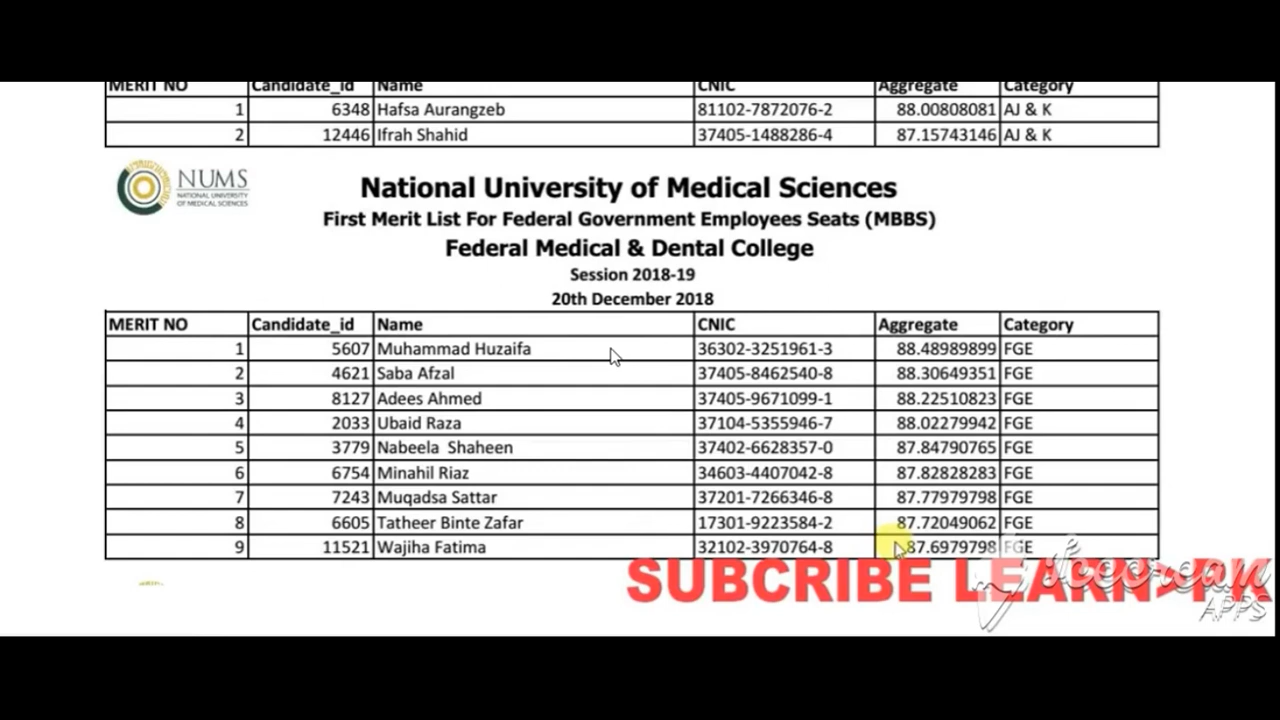 MERIT NO Candidate_id Name CNIC Aggregate Category
1 6348 Hafsa Aurangzeb 81102-7872076-2 88.00808081 AJ & K
2 12446 Ifrah Shahid 37405-1488286-4 87.15743146 AJ & K
NUMS
NATIONAL UNIVERSITY
OF MEDICAL SCIENCES
National University of Medical Sciences
First Merit List For Federal Government Employees Seats (MBBS)
Federal Medical & Dental College
Session 2018-19
20th December 2018
MERIT NO Candidate_id Name CNIC Aggregate Category
1 5607 Muhammad Huzaifa 36302-3251961-3 88.48989899 FGE
2 4621 Saba Afzal 37405-8462540-8 88.30649351 FGE
3 8127 Adees Ahmed 37405-9671099-1 88.22510823 FGE
4 2033 Ubaid Raza 37104-5355946-7 88.02279942 FGE
5 3779 Nabeela Shaheen 37402-6628357-0 87.84790765 FGE
6 6754 Minahil Riaz 34603-4407042-8 87.82828283 FGE
7 7243 Muqadsa Sattar 37201-7266346-8 87.77979798 FGE
8 6605 Tatheer Binte Zafar 17301-9223584-2 87.72049062 FGE
9 11521 Wajiha Fatima 32102-3970764-8 87.6979798 FGE
SUBCRIBE LEARN>PK
Icecream
APPS